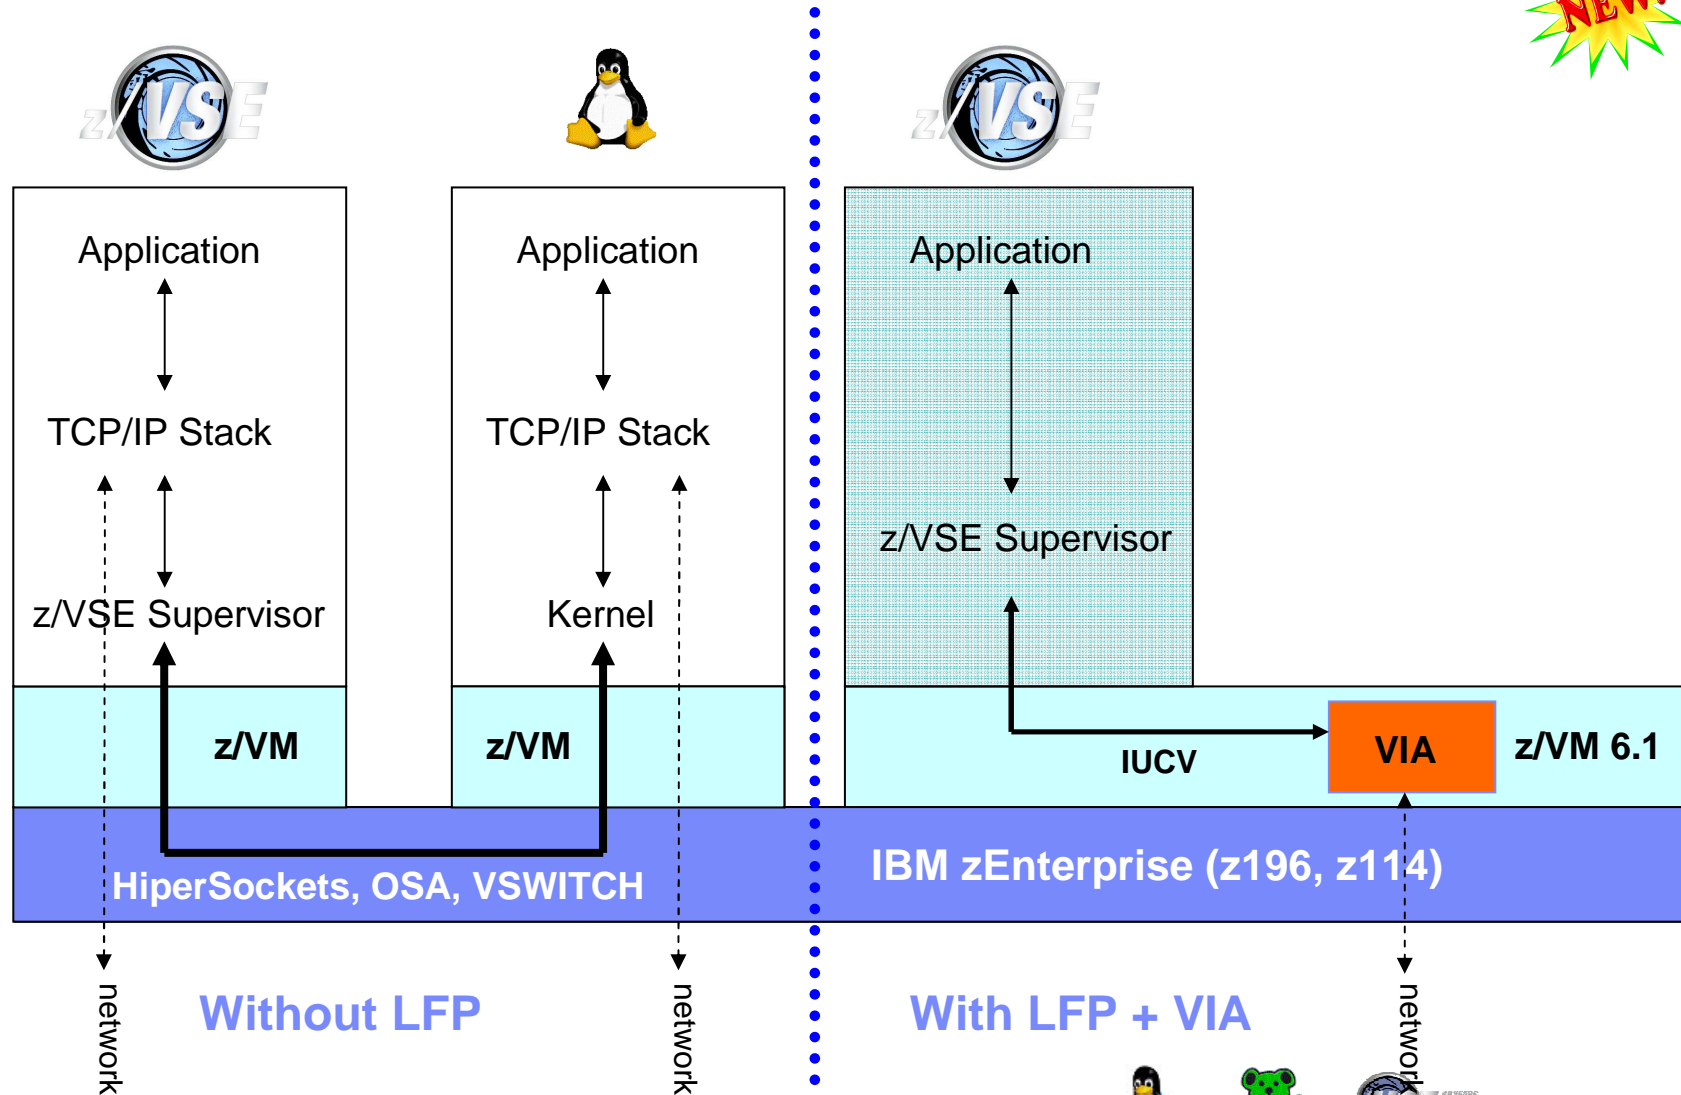 NEW!
z/VSE
z/VSE
Application
Application
Application
TCP/IP Stack
TCP/IP Stack
z/VSE Supervisor
z/VSE Supervisor
Kernel
z/VM
z/VM
IUCV
VIA
z/VM 6.1
HiperSockets, OSA, VSWITCH
IBM zEnterprise (z196, z114)
network
Without LFP
network
With LFP + VIA
network